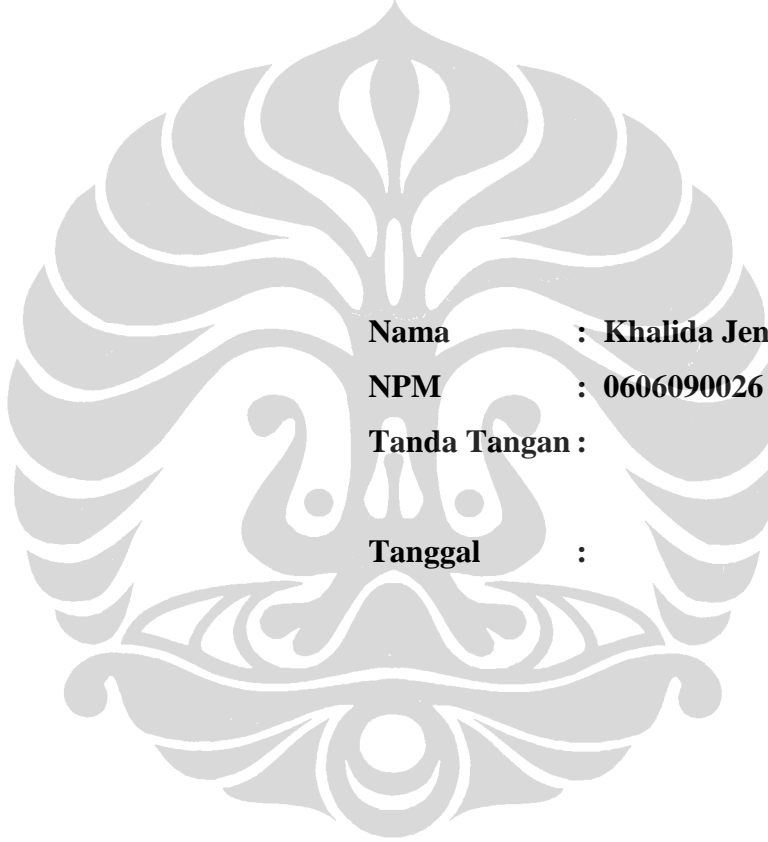 Nama : Khalida Jen
NPM : 0606090026
Tanda Tangan :
Tanggal :